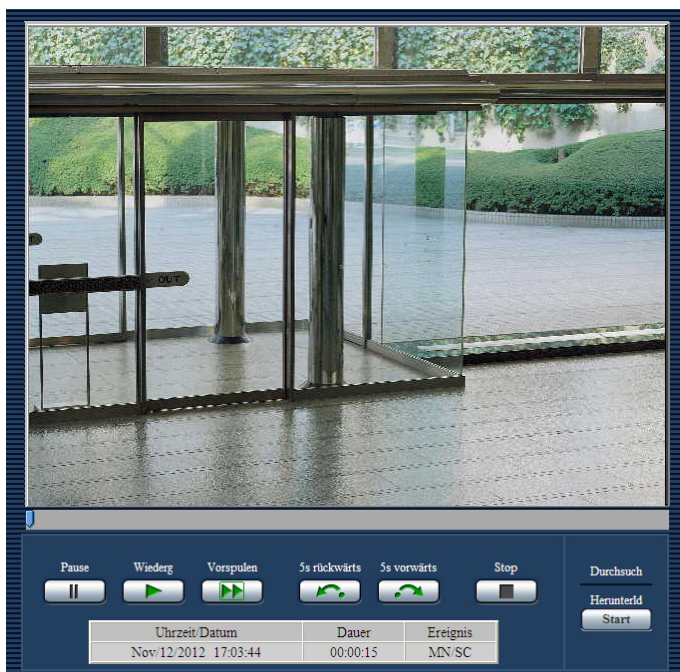 OUT
Pause Wiederg Vorspulen 5s rückwärts 5s vorwärts Stop
Durchsuch
Herunterld
Start
Uhrzeit/Datum Dauer Ereignis
Nov/12/2012 17:03:44 00:00:15 MN/SC